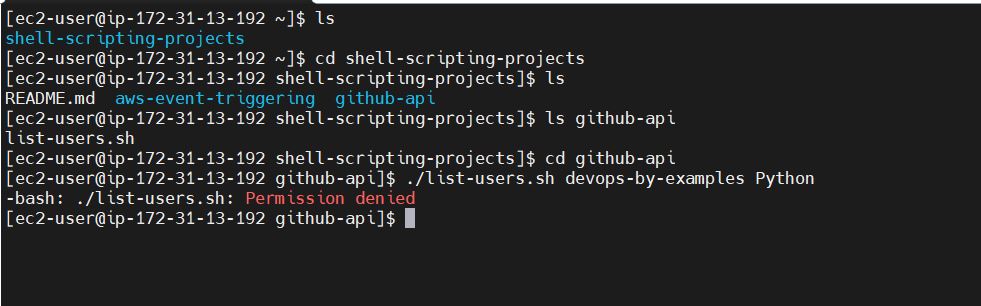 [ec2-user@ip-172-31-13-192 ~]$ ls
shell-scripting-projects
[ec2-user@ip-172-31-13-192 ~]$ cd shell-scripting-projects
[ec2-user@ip-172-31-13-192 shell-scripting-projects]$ ls
README.md  aws-event-triggering  github-api
[ec2-user@ip-172-31-13-192 shell-scripting-projects]$ ls github-api
list-users.sh
[ec2-user@ip-172-31-13-192 shell-scripting-projects]$ cd github-api
[ec2-user@ip-172-31-13-192 github-api]$ ./list-users.sh devops-by-examples Python
-bash: ./list-users.sh: Permission denied
[ec2-user@ip-172-31-13-192 github-api]$